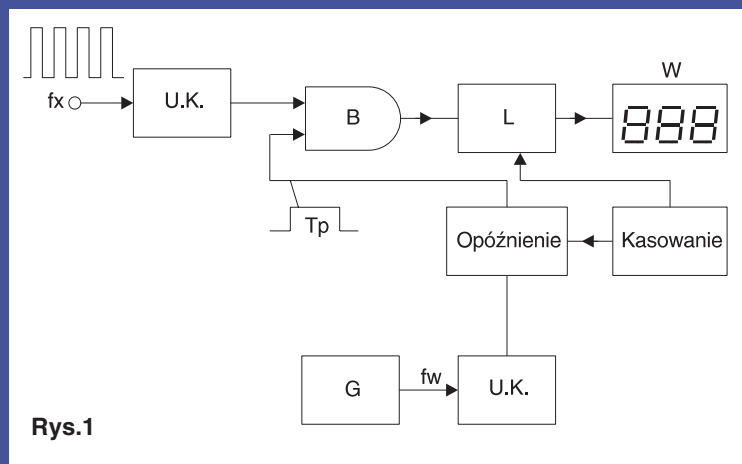 W
fx
U.K.
B
L
888
Tp
Opóźnienie
Kasowanie
G
fw
U.K.
Rys.1